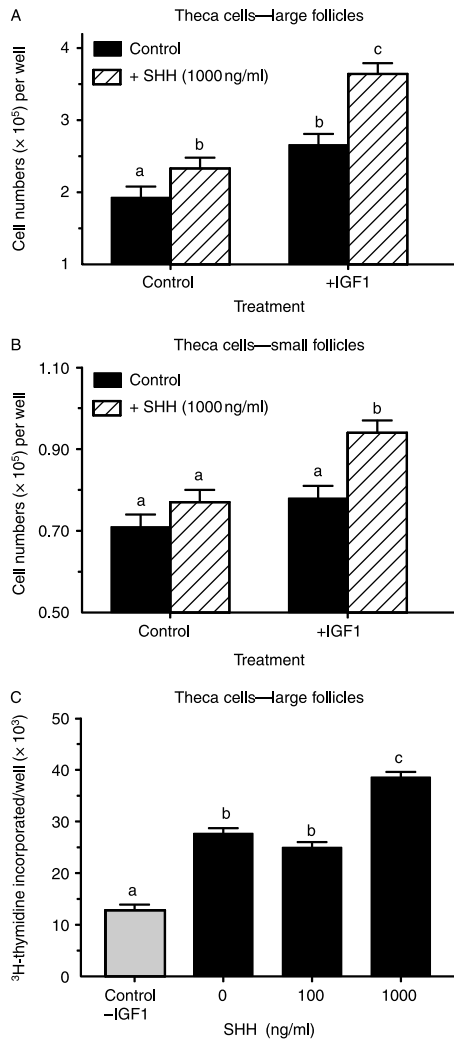 A
Theca cells—large follicles
Control
+ SHH (1000 ng/ml)
Cell numbers (× 10⁵) per well
4
3
2
1
a
b
b
c
Control
+IGF1
Treatment
B
Theca cells—small follicles
Control
+ SHH (1000 ng/ml)
Cell numbers (× 10⁵) per well
1.10
0.90
0.70
0.50
a
a
a
b
Control
+IGF1
Treatment
C
Theca cells—large follicles
³H-thymidine incorporated/well (× 10³)
50
40
30
20
10
0
a
b
b
c
Control
–IGF1
0
100
1000
SHH (ng/ml)